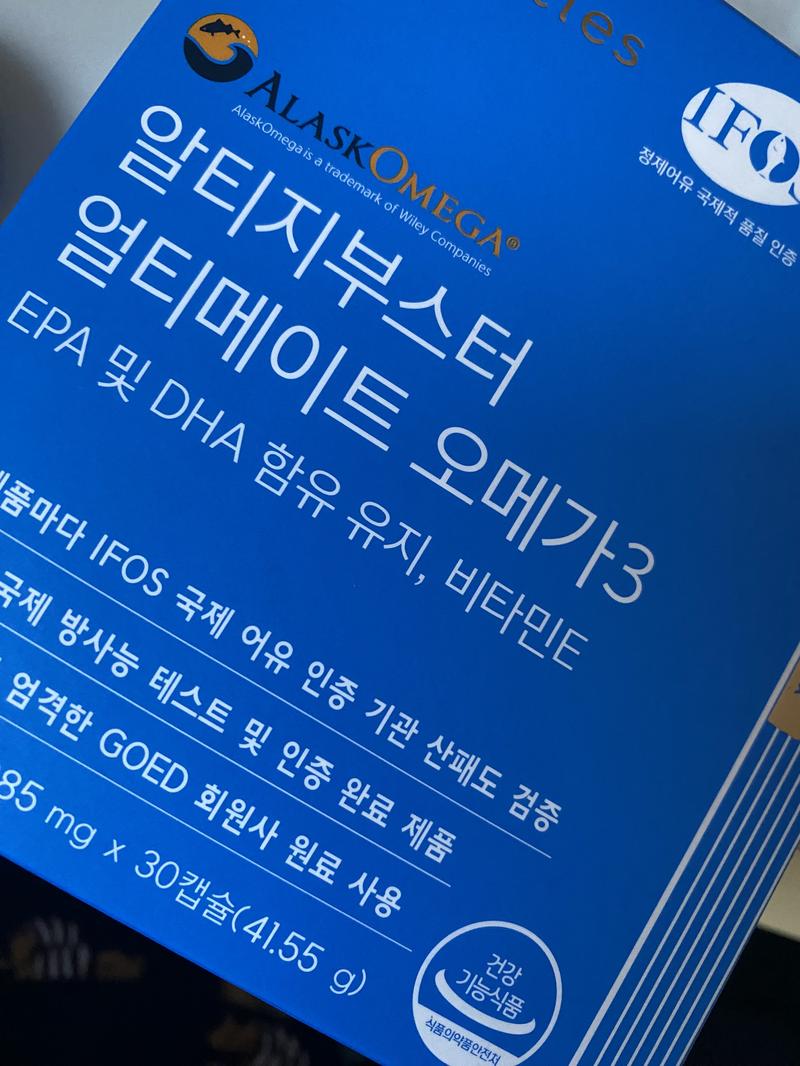 ALASKOMEGA®
AlaskOmega is a trademark of Wiley Companies
IFOS
정제어유 국제적 품질 인증
알티지부스터
얼티메이트 오메가3
EPA 및 DHA 함유 유지, 비타민E
IFOS 국제 어유 인증 기관 산패도 검증
국제 방사능 테스트 및 인증 완료 제품
엄격한 GOED 회원사 원료 사용
mg x 30캡슐(41.55 g)
건강
기능식품
식품의약품안전처